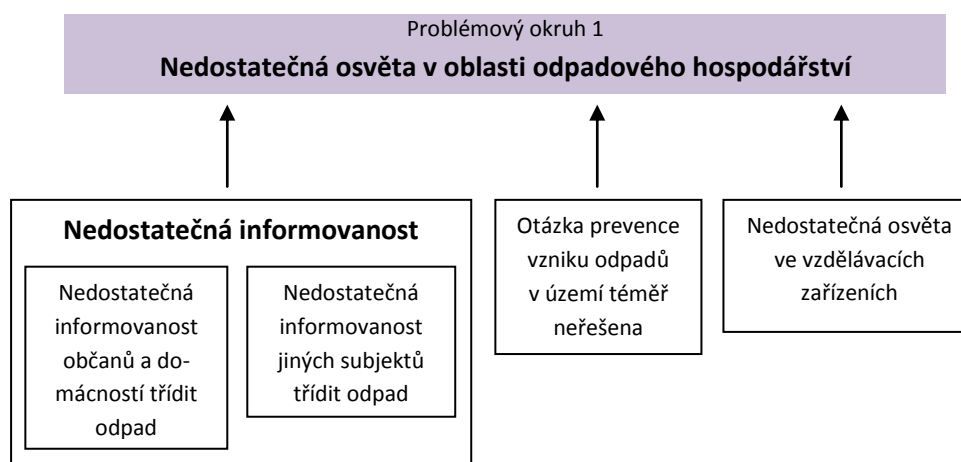 Problémový okruh 1
Nedostatečná osvěta v oblasti odpadového hospodářství
Nedostatečná informovanost
Nedostatečná
informovanost
občanů a do-
mácností třídit
odpad
Nedostatečná
informovanost
jiných subjektů
třídit odpad
Otázka prevence
vzniku odpadů
v území téměř
neřešena
Nedostatečná osvěta
ve vzdělávacích
zařízeních